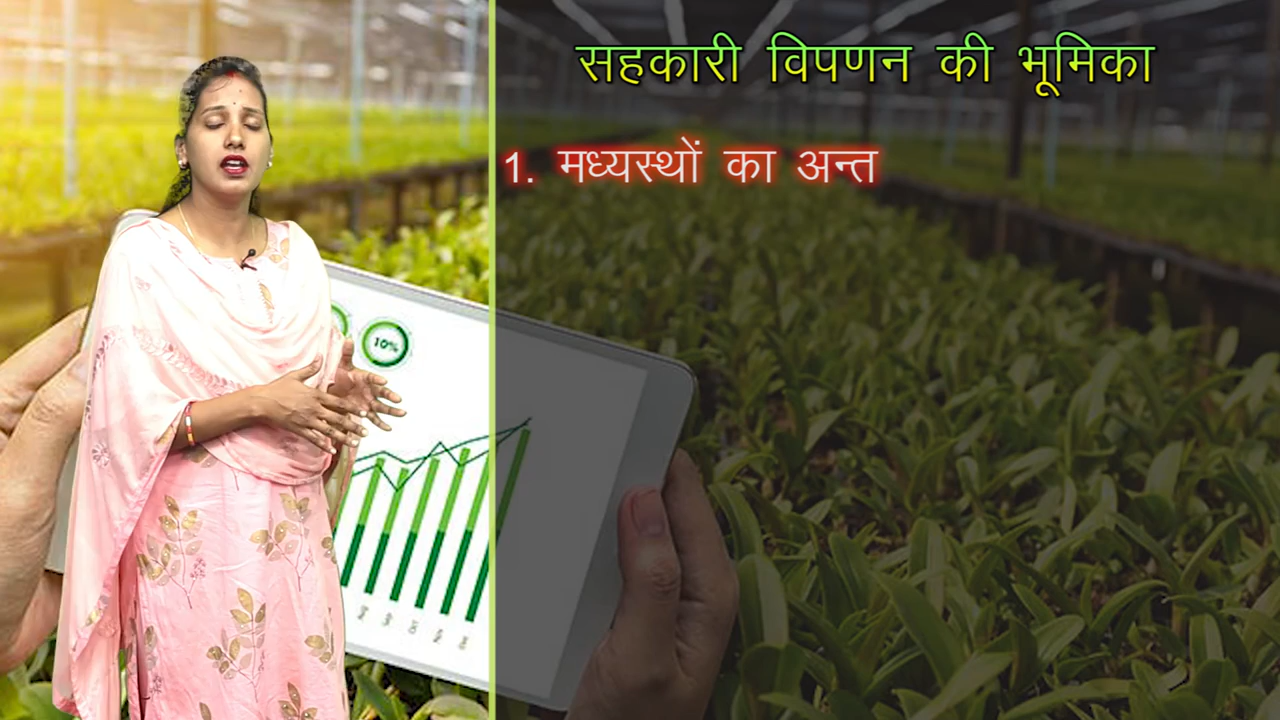 सहकारी विपणन की भूमिका
1. मध्यस्थों का अन्त
10%